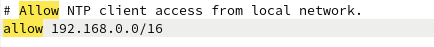 # Allow NTP client access from local network.
allow 192.168.0.0/16